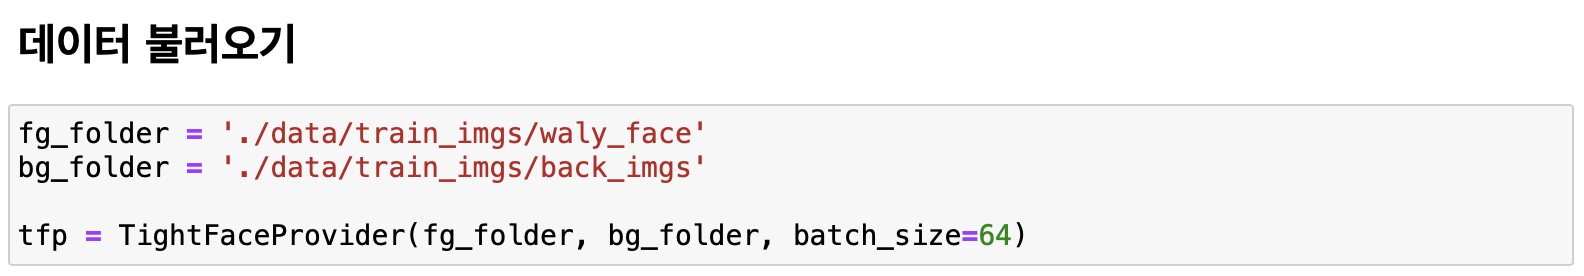 데이터 불러오기
fg_folder = './data/train_imgs/waly_face'
bg_folder = './data/train_imgs/back_imgs'
tfp = TightFaceProvider(fg_folder, bg_folder, batch_size=64)